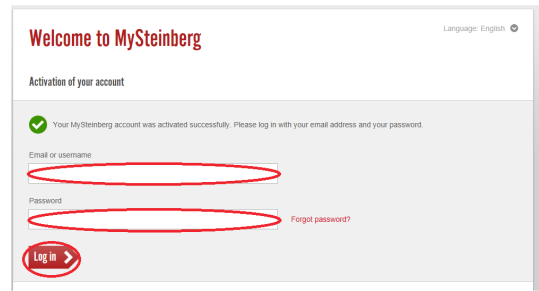 Language: English
Welcome to MySteinberg
Activation of your account
Your MySteinberg account was activated successfully. Please log in with your email address and your password.
Email or username
Password
Forgot password?
Log in